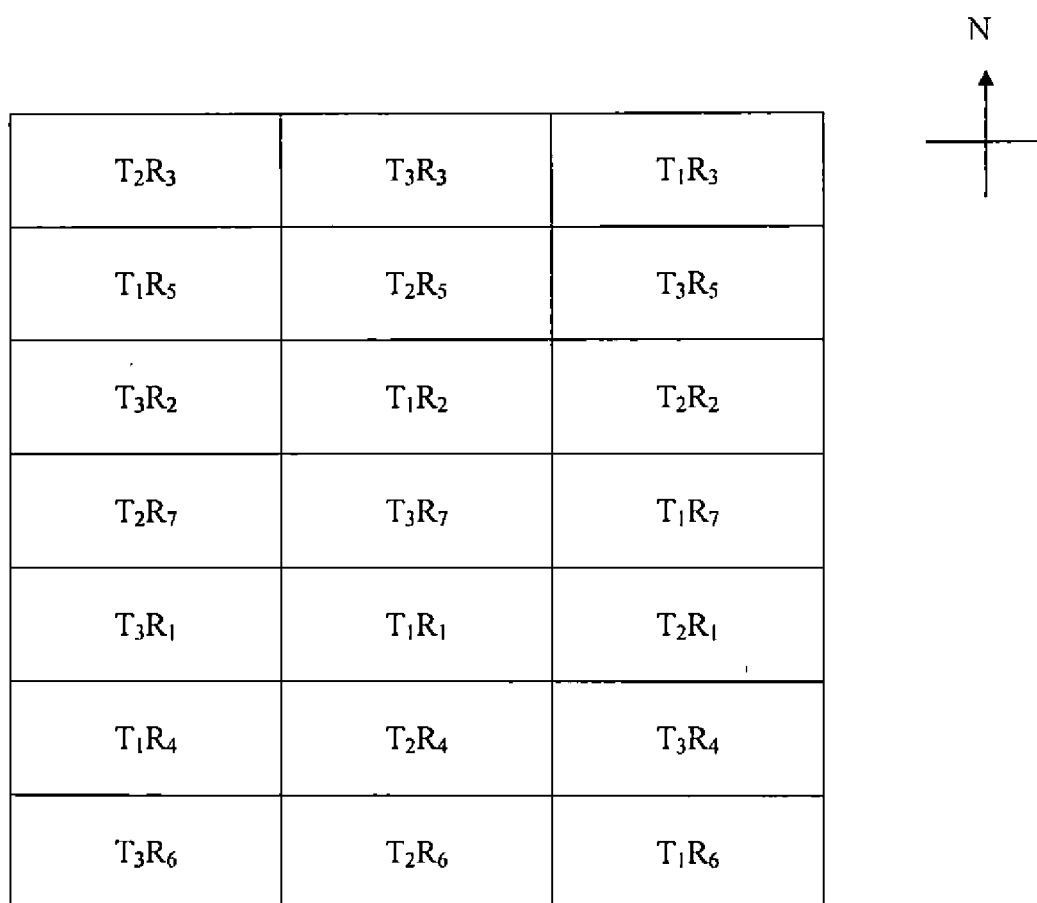 N
T₂R₃ T₃R₃ T₁R₃
T₁R₅ T₂R₅ T₃R₅
T₃R₂ T₁R₂ T₂R₂
T₂R₇ T₃R₇ T₁R₇
T₃R₁ T₁R₁ T₂R₁
T₁R₄ T₂R₄ T₃R₄
T₃R₆ T₂R₆ T₁R₆